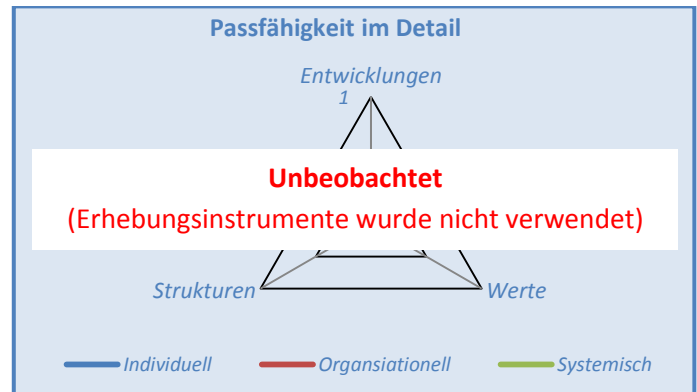 Passfähigkeit im Detail
Entwicklungen
1
Unbeobachtet
(Erhebungsinstrumente wurde nicht verwendet)
Strukturen Werte
Individuell Organsiationell Systemisch